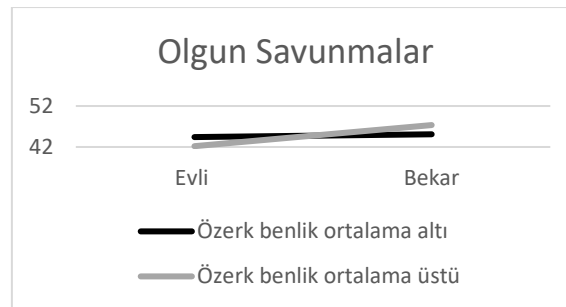 Olgun Savunmalar
52
42
Evli Bekar
Özerk benlik ortalama altı
Özerk benlik ortalama üstü